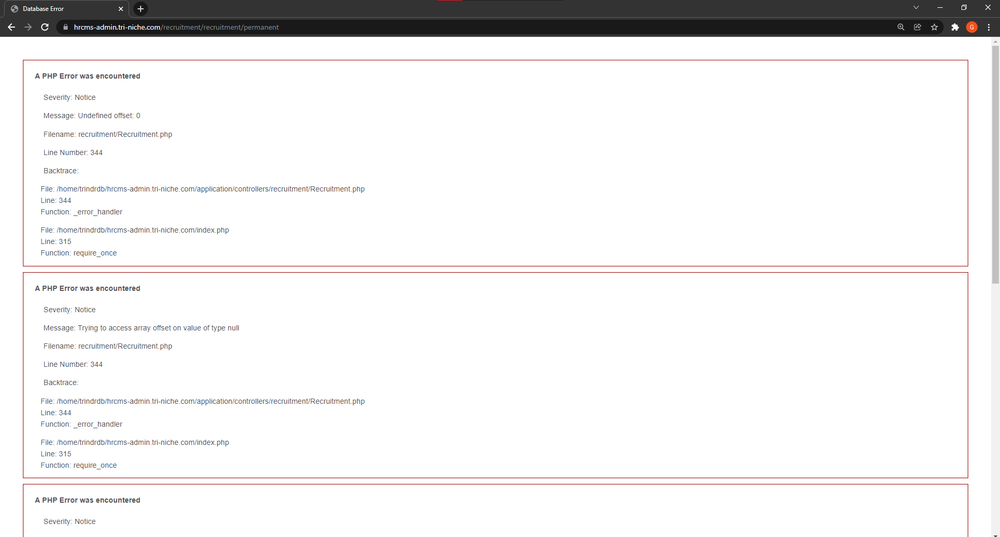 Database Error
hrcms-admin.tri-niche.com/recruitment/recruitment/permanent
G
A PHP Error was encountered
Severity: Notice
Message: Undefined offset: 0
Filename: recruitment/Recruitment.php
Line Number: 344
Backtrace:
File: /home/trindrdb/hrcms-admin.tri-niche.com/application/controllers/recruitment/Recruitment.php
Line: 344
Function: _error_handler
File: /home/trindrdb/hrcms-admin.tri-niche.com/index.php
Line: 315
Function: require_once
A PHP Error was encountered
Severity: Notice
Message: Trying to access array offset on value of type null
Filename: recruitment/Recruitment.php
Line Number: 344
Backtrace:
File: /home/trindrdb/hrcms-admin.tri-niche.com/application/controllers/recruitment/Recruitment.php
Line: 344
Function: _error_handler
File: /home/trindrdb/hrcms-admin.tri-niche.com/index.php
Line: 315
Function: require_once
A PHP Error was encountered
Severity: Notice